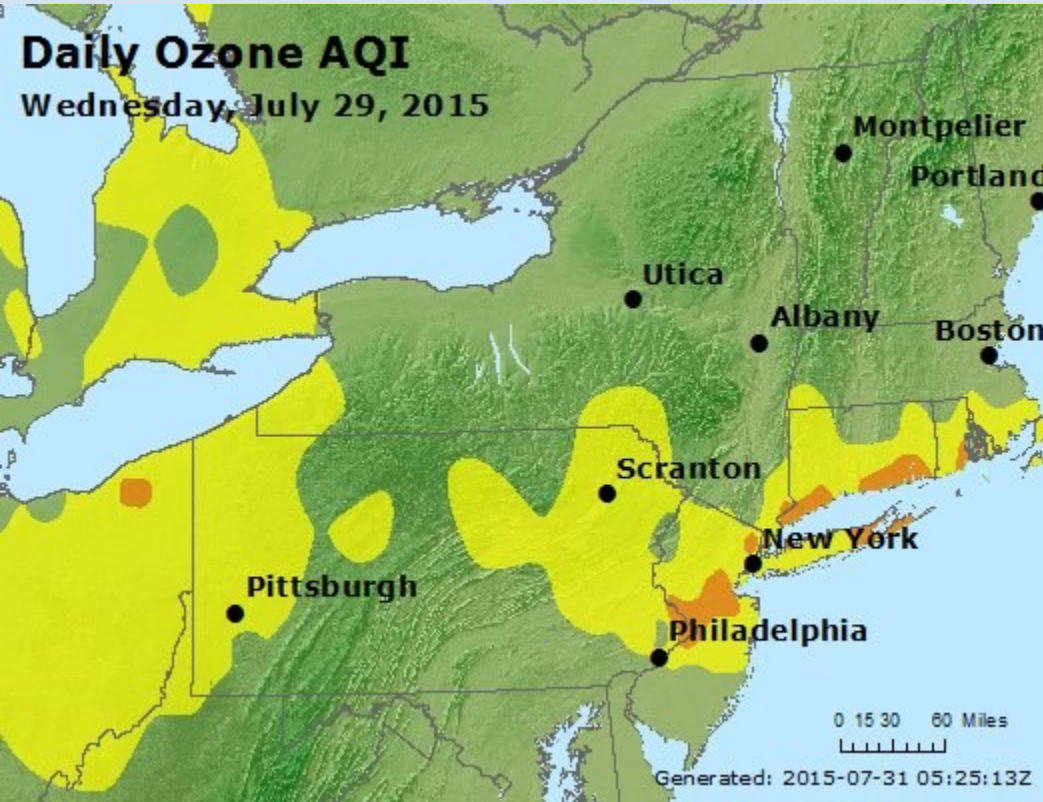 Daily Ozone AQI
Wednesday, July 29, 2015
Montpelier
Portland
Utica
Albany
Boston
Scranton
New York
Pittsburgh
Philadelphia
0 15 30 60 Miles
Generated: 2015-07-31 05:25:13Z